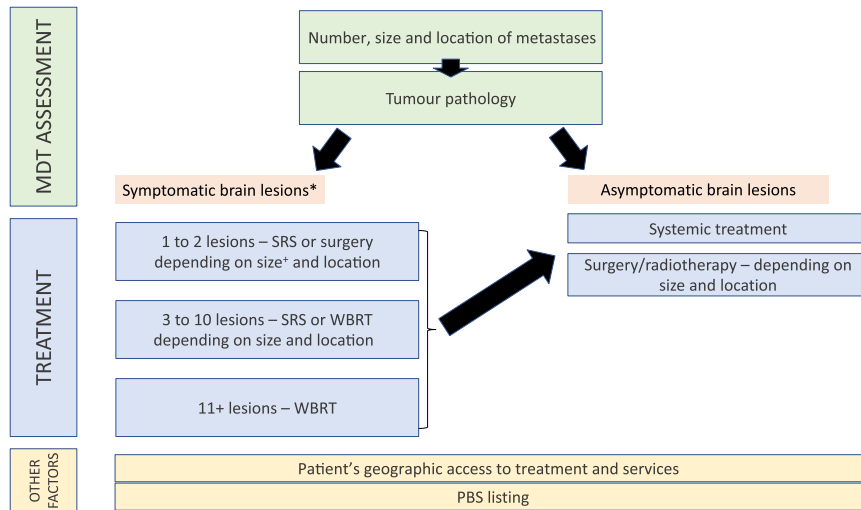 MDT ASSESSMENT
Number, size and location of metastases
Tumour pathology
Symptomatic brain lesions*
Asymptomatic brain lesions
TREATMENT
1 to 2 lesions – SRS or surgery
depending on size⁺ and location
3 to 10 lesions – SRS or WBRT
depending on size and location
11+ lesions – WBRT
Systemic treatment
Surgery/radiotherapy – depending on
size and location
OTHER
FACTORS
Patient's geographic access to treatment and services
PBS listing